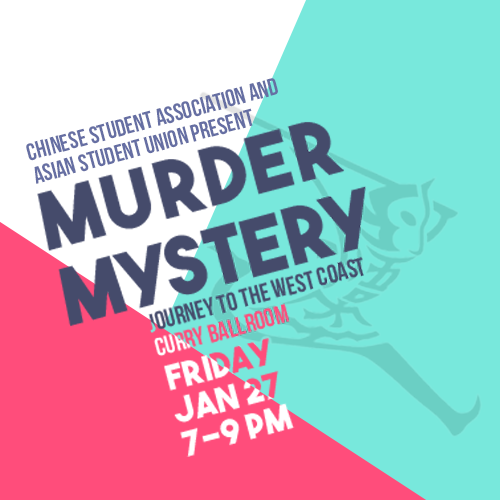 CHINESE STUDENT ASSOCIATION AND
ASIAN STUDENT UNION PRESENT
MURDER
MYSTERY
JOURNEY TO THE WEST COAST
CURRY BALLROOM
FRIDAY
JAN 27
7-9 PM